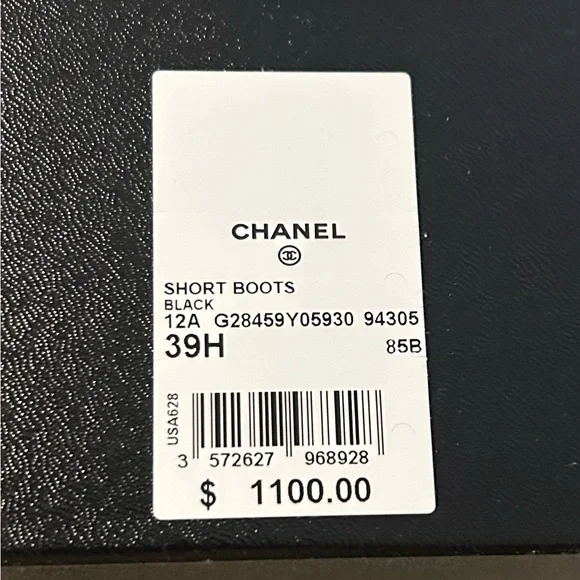 CHANEL
SHORT BOOTS
BLACK
12A G28459Y05930 94305
39H 85B
USA628
3 572627 968928
$ 1100.00